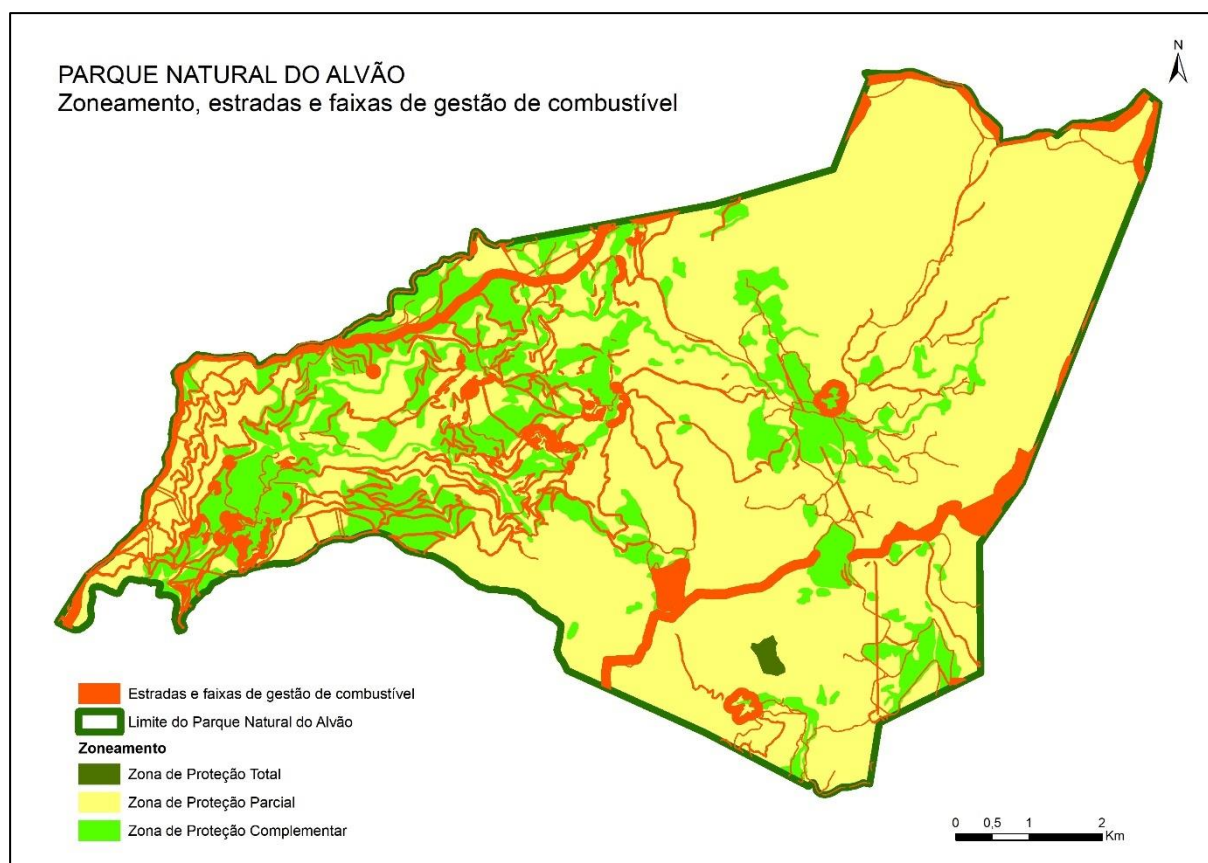 PARQUE NATURAL DO ALVÃO
Zoneamento, estradas e faixas de gestão de combustível
N
Estradas e faixas de gestão de combustível
Limite do Parque Natural do Alvão
Zoneamento
Zona de Proteção Total
Zona de Proteção Parcial
Zona de Proteção Complementar
0 0,5 1 2
Km